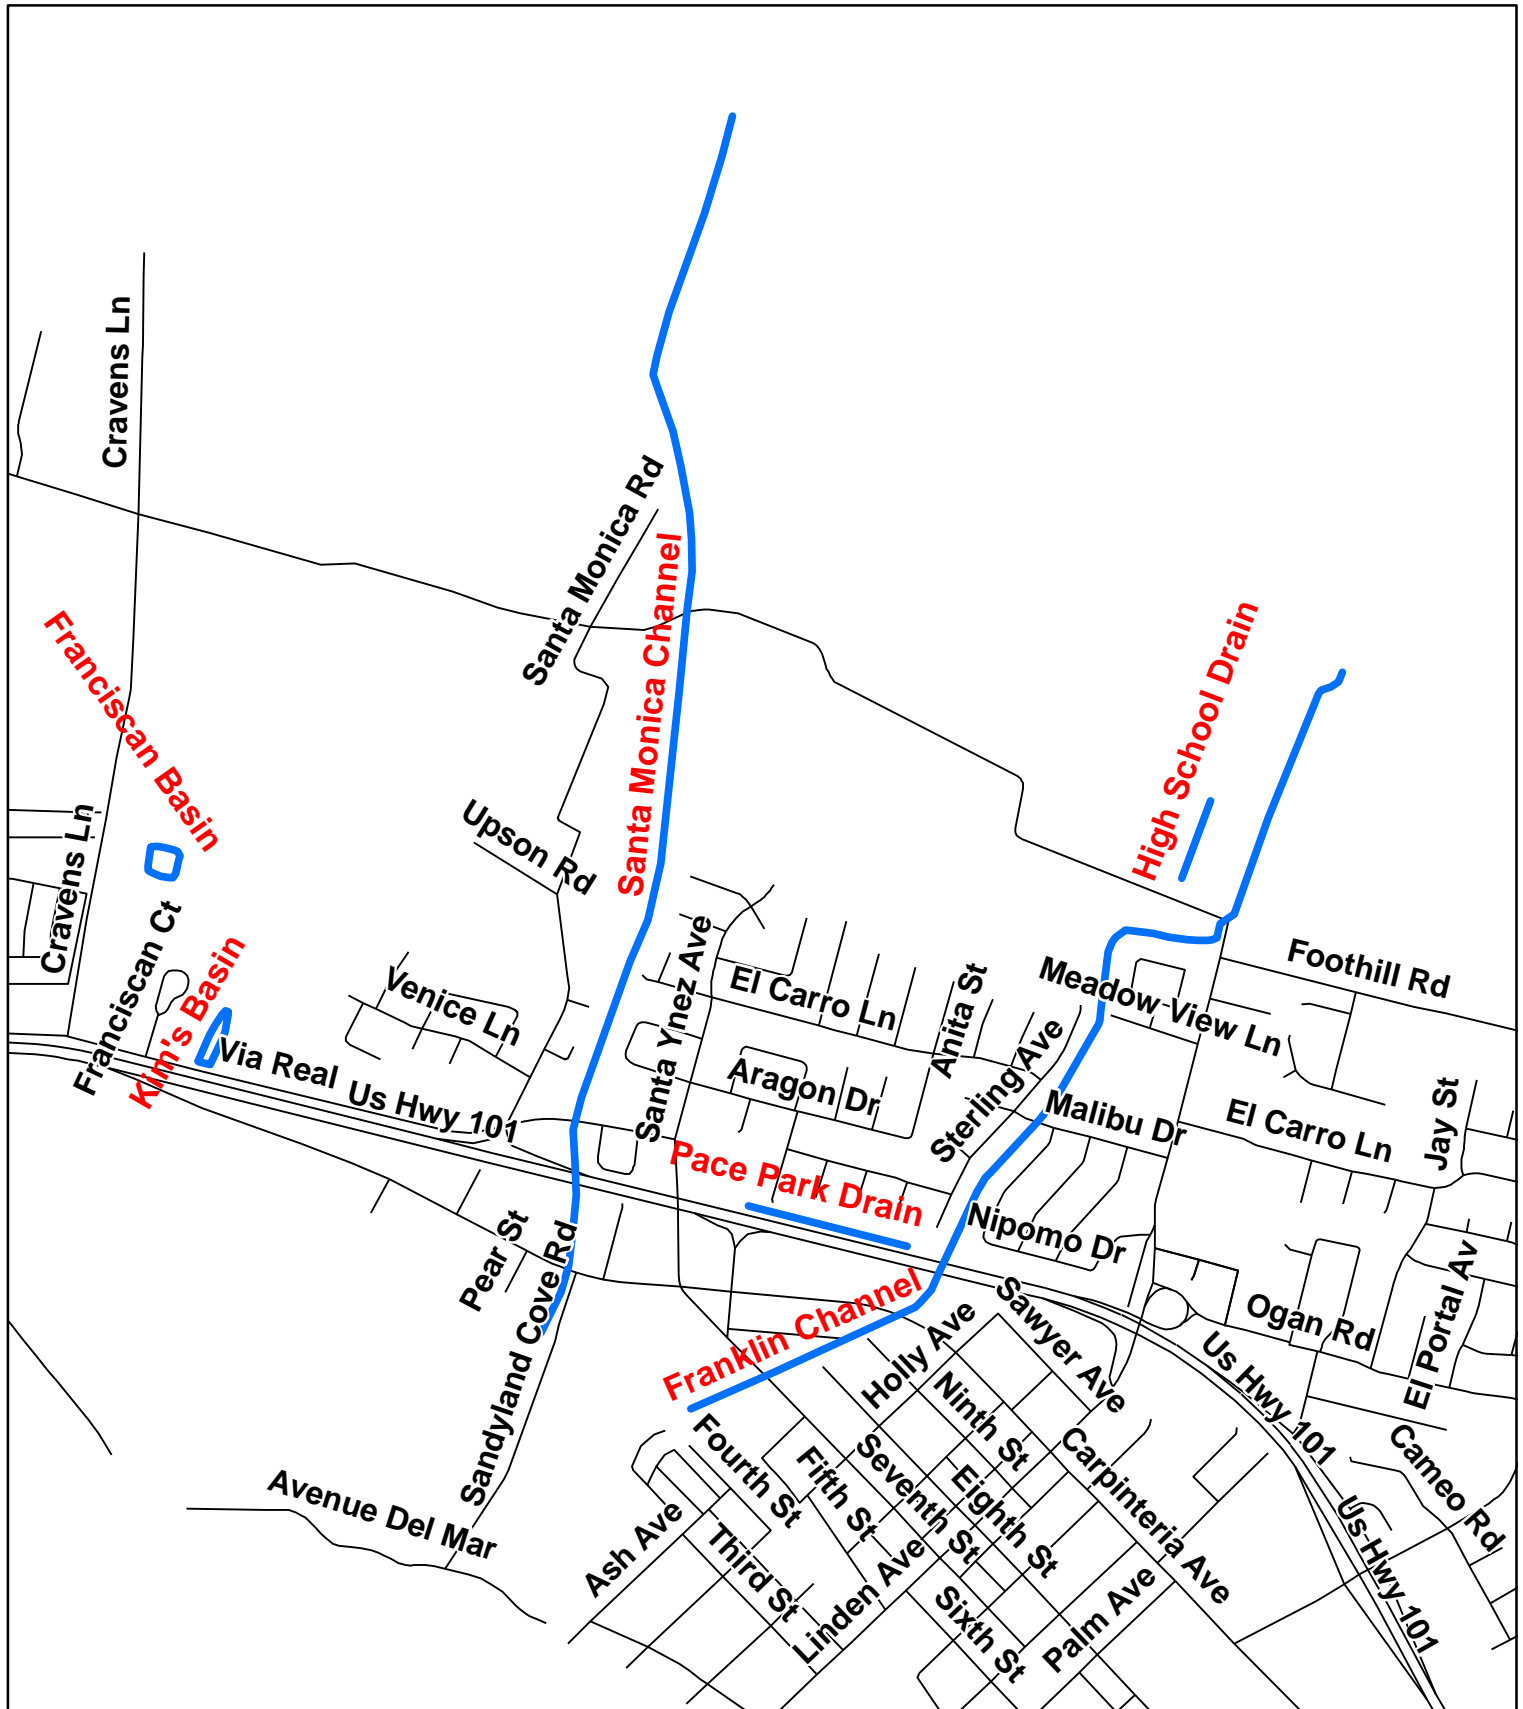 Cravens Ln
Santa Monica Rd
Santa Monica Channel
Franciscan Basin
High School Drain
Upson Rd
Cravens Ln
Franciscan Ct
Kim's Basin
Venice Ln
Santa Ynez Ave
El Carro Ln
Anita St
Meadow View Ln
Foothill Rd
Via Real
Us Hwy 101
Aragon Dr
Sterling Ave
Malibu Dr
El Carro Ln
Jay St
Pace Park Drain
Nipomo Dr
Pear St
Sandyland Cove Rd
Franklin Channel
Holly Ave
Sawyer Ave
Ogan Rd
El Portal Av
Us Hwy 101
Ninth St
Carpinteria Ave
Cameo Rd
Fourth St
Fifth St
Seventh St
Eighth St
Us Hwy 101
Avenue Del Mar
Ash Ave
Third St
Linden Ave
Sixth St
Palm Ave